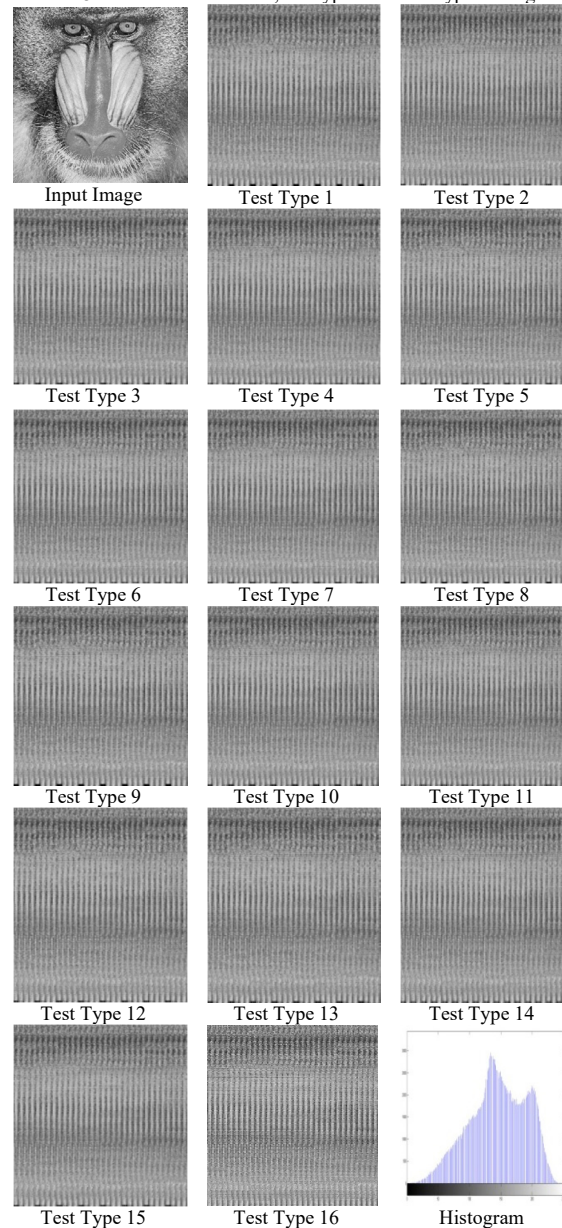 Input Image Test Type 1 Test Type 2
Test Type 3 Test Type 4 Test Type 5
Test Type 6 Test Type 7 Test Type 8
Test Type 9 Test Type 10 Test Type 11
Test Type 12 Test Type 13 Test Type 14
Test Type 15 Test Type 16 Histogram